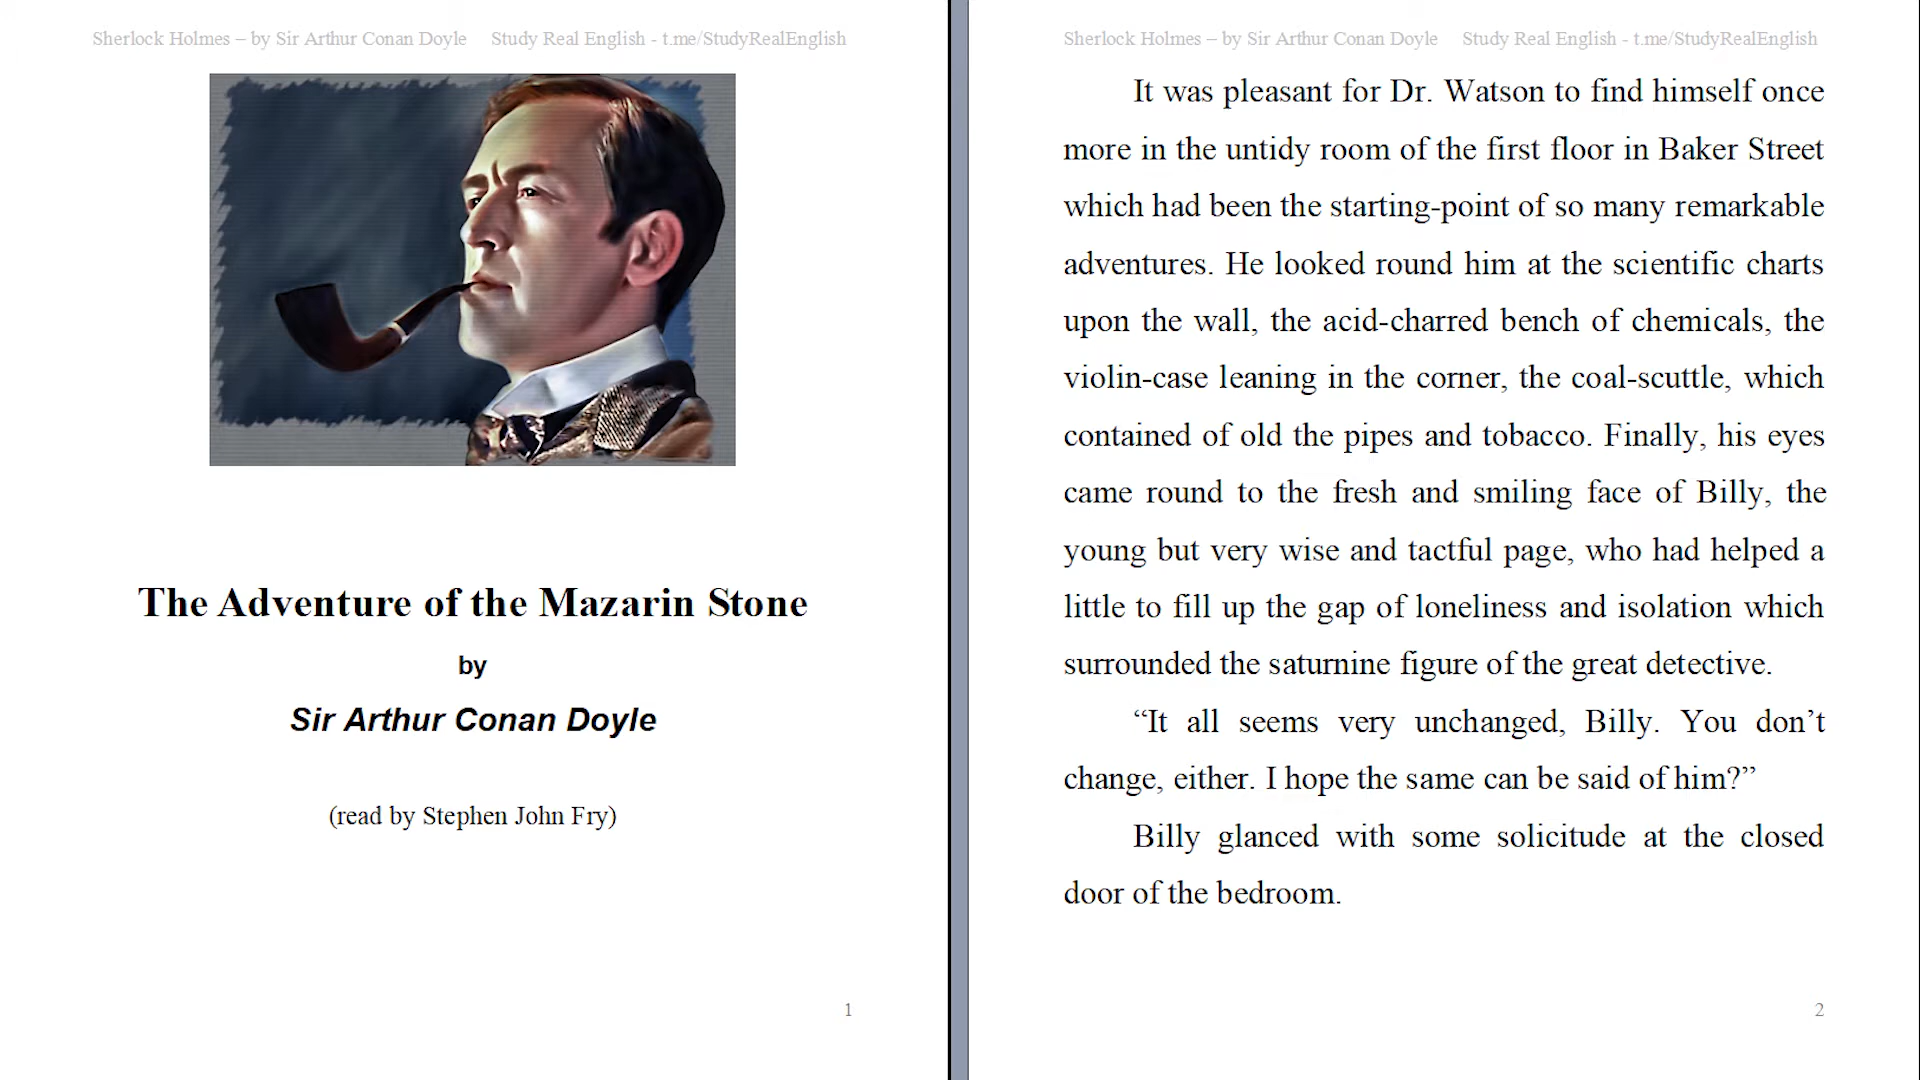 Sherlock Holmes – by Sir Arthur Conan Doyle Study Real English - t.me/StudyRealEnglish
The Adventure of the Mazarin Stone
by
Sir Arthur Conan Doyle
(read by Stephen John Fry)
1
Sherlock Holmes – by Sir Arthur Conan Doyle Study Real English - t.me/StudyRealEnglish
It was pleasant for Dr. Watson to find himself once
more in the untidy room of the first floor in Baker Street
which had been the starting-point of so many remarkable
adventures. He looked round him at the scientific charts
upon the wall, the acid-charred bench of chemicals, the
violin-case leaning in the corner, the coal-scuttle, which
contained of old the pipes and tobacco. Finally, his eyes
came round to the fresh and smiling face of Billy, the
young but very wise and tactful page, who had helped a
little to fill up the gap of loneliness and isolation which
surrounded the saturnine figure of the great detective.
“It all seems very unchanged, Billy. You don’t
change, either. I hope the same can be said of him?”
Billy glanced with some solicitude at the closed
door of the bedroom.
2